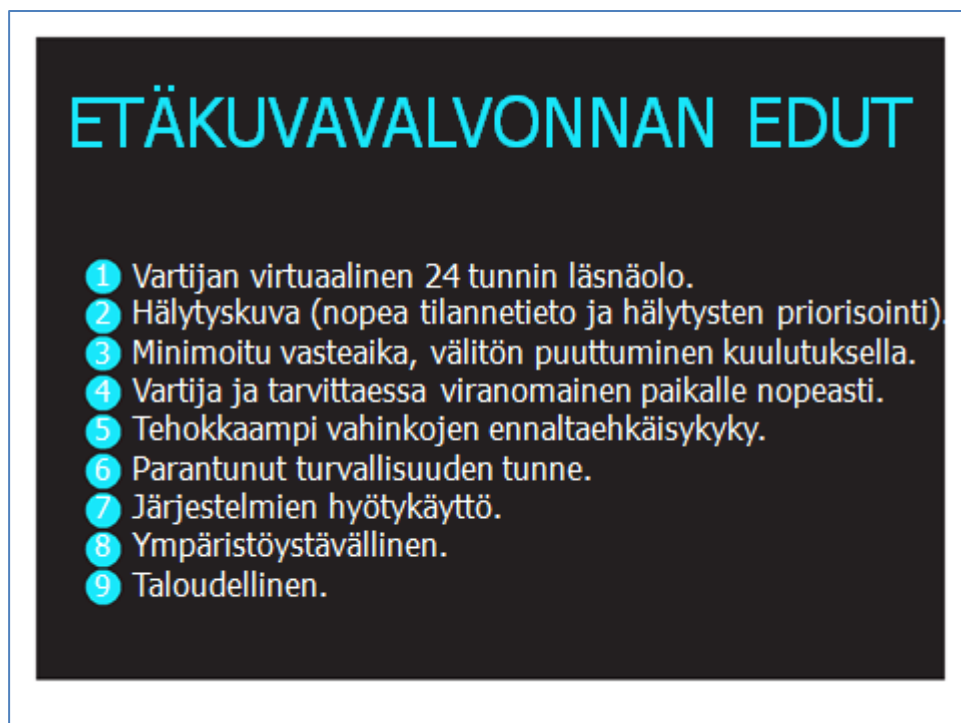 ETÄKUVAVALVONNAN EDUT
1 Vartijan virtuaalinen 24 tunnin läsnäolo.
2 Hälytyskuva (nopea tilannetieto ja hälytysten priorisointi).
3 Minimoitu vasteaika, välitön puuttuminen kuulutuksella.
4 Vartija ja tarvittaessa viranomainen paikalle nopeasti.
5 Tehokkaampi vahinkojen ennaltaehkäisykyky.
6 Parantunut turvallisuuden tunne.
7 Järjestelmien hyötykäyttö.
8 Ympäristöystävällinen.
9 Taloudellinen.